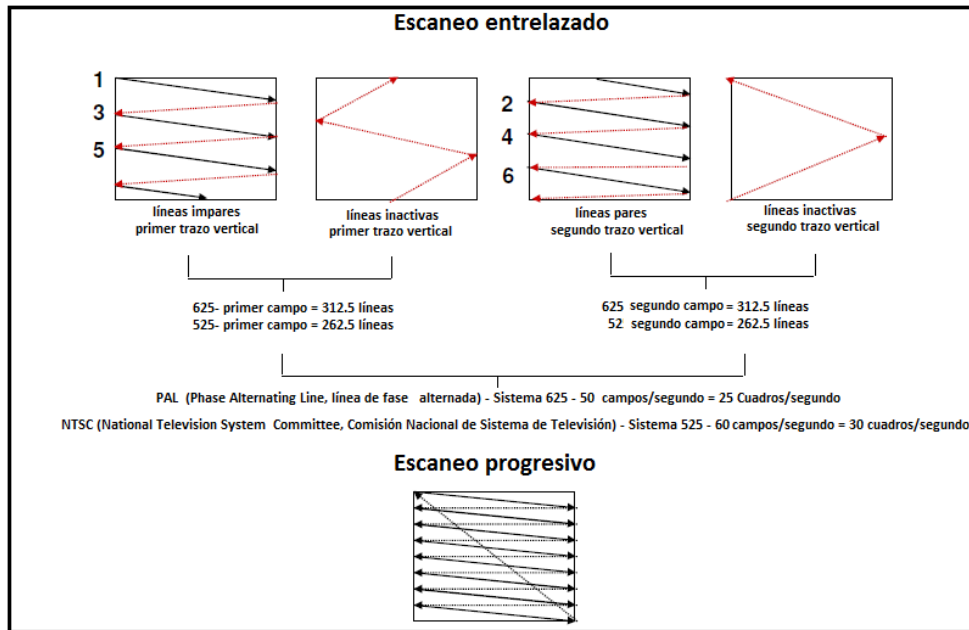 Escaneo entrelazado
1
3
5
2
4
6
líneas impares
primer trazo vertical
líneas inactivas
primer trazo vertical
líneas pares
segundo trazo vertical
líneas inactivas
segundo trazo vertical
625- primer campo = 312.5 líneas
525- primer campo = 262.5 líneas
625 segundo campo = 312.5 líneas
52 segundo campo = 262.5 líneas
PAL (Phase Alternating Line, línea de fase alternada) - Sistema 625 - 50 campos/segundo = 25 Cuadros/segundo
NTSC (National Television System Committee, Comisión Nacional de Sistema de Televisión) - Sistema 525 - 60 campos/segundo = 30 cuadros/segundo
Escaneo progresivo